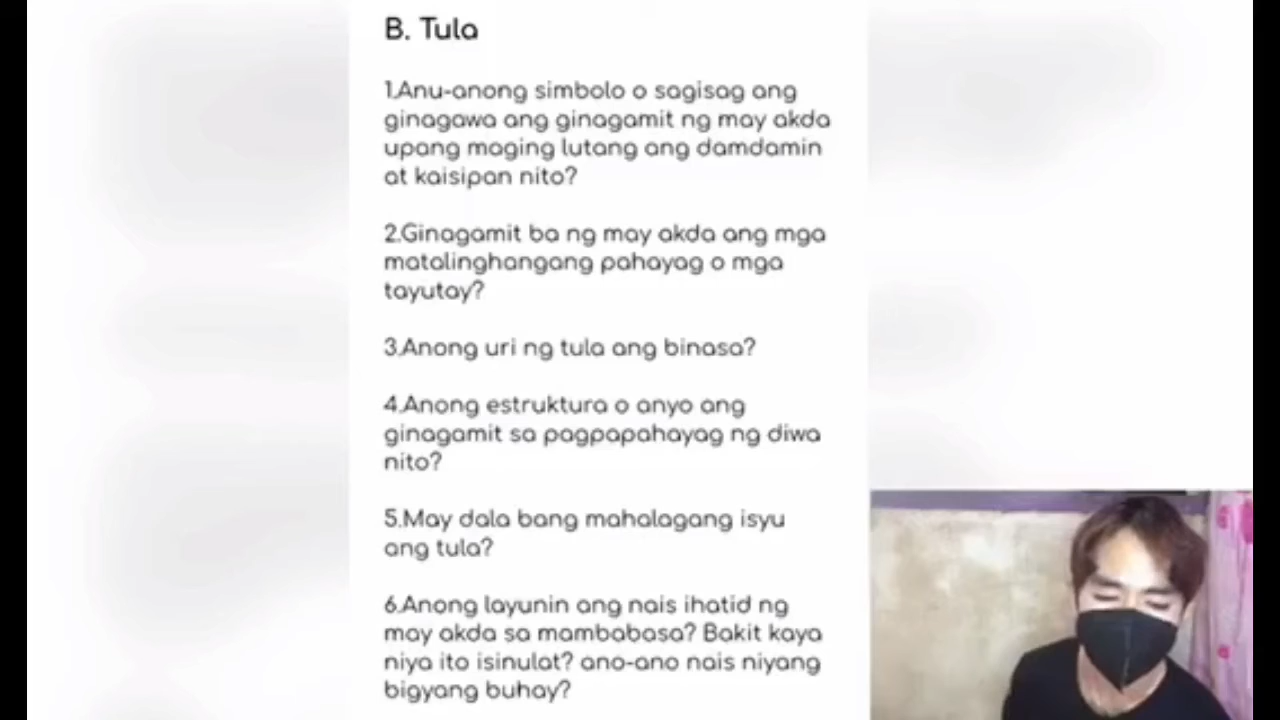 B. Tula
1.Anu-anong simbolo o sagisag ang
ginagawa ang ginagamit ng may akda
upang maging lutang ang damdamin
at kaisipan nito?
2.Ginagamit ba ng may akda ang mga
matalinghangang pahayag o mga
tayutay?
3.Anong uri ng tula ang binasa?
4.Anong estruktura o anyo ang
ginagamit sa pagpapahayag ng diwa
nito?
5.May dala bang mahalagang isyu
ang tula?
6.Anong layunin ang nais ihatid ng
may akda sa mambabasa? Bakit kaya
niya ito isinulat? ano-ano nais niyang
bigyang buhay?